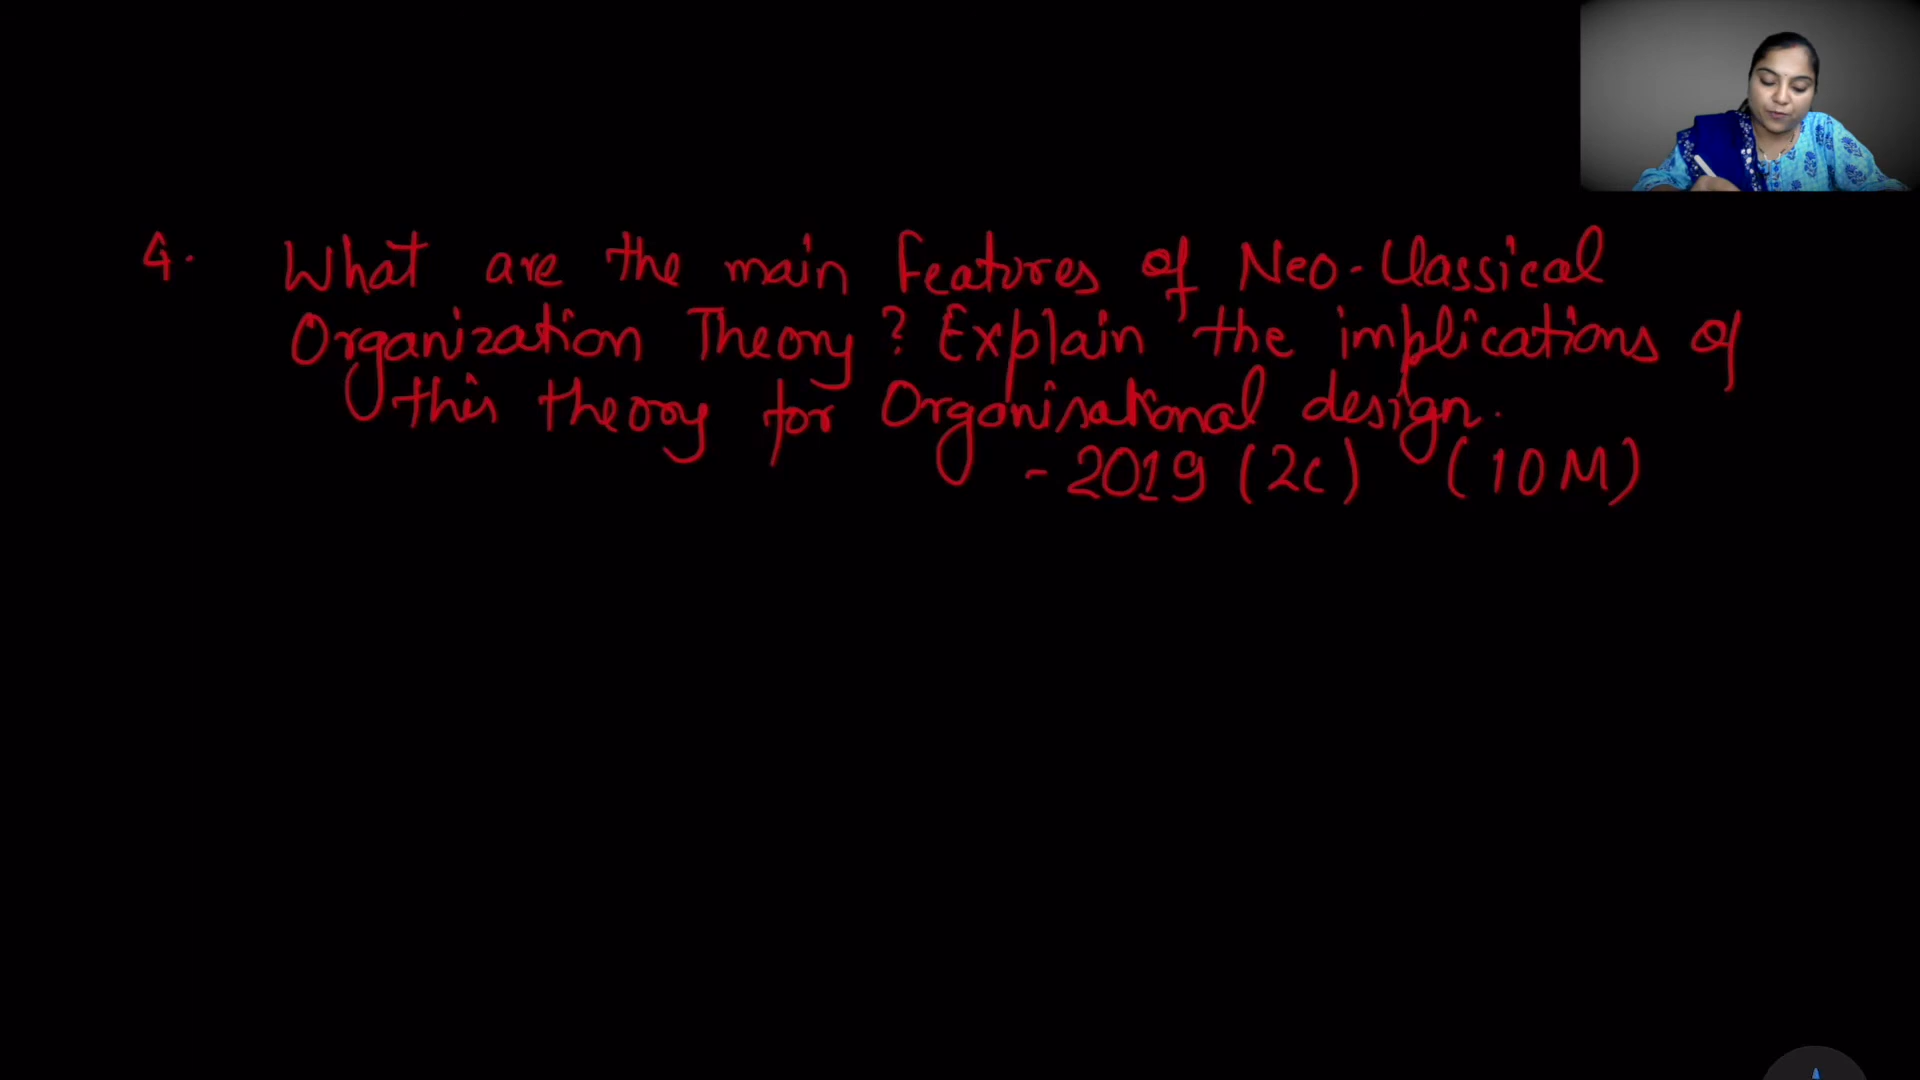 4. What are the main features of Neo-Classical
Organization Theory? Explain the implications of
this theory for Organisational design.
- 2019 (2c) (10M)